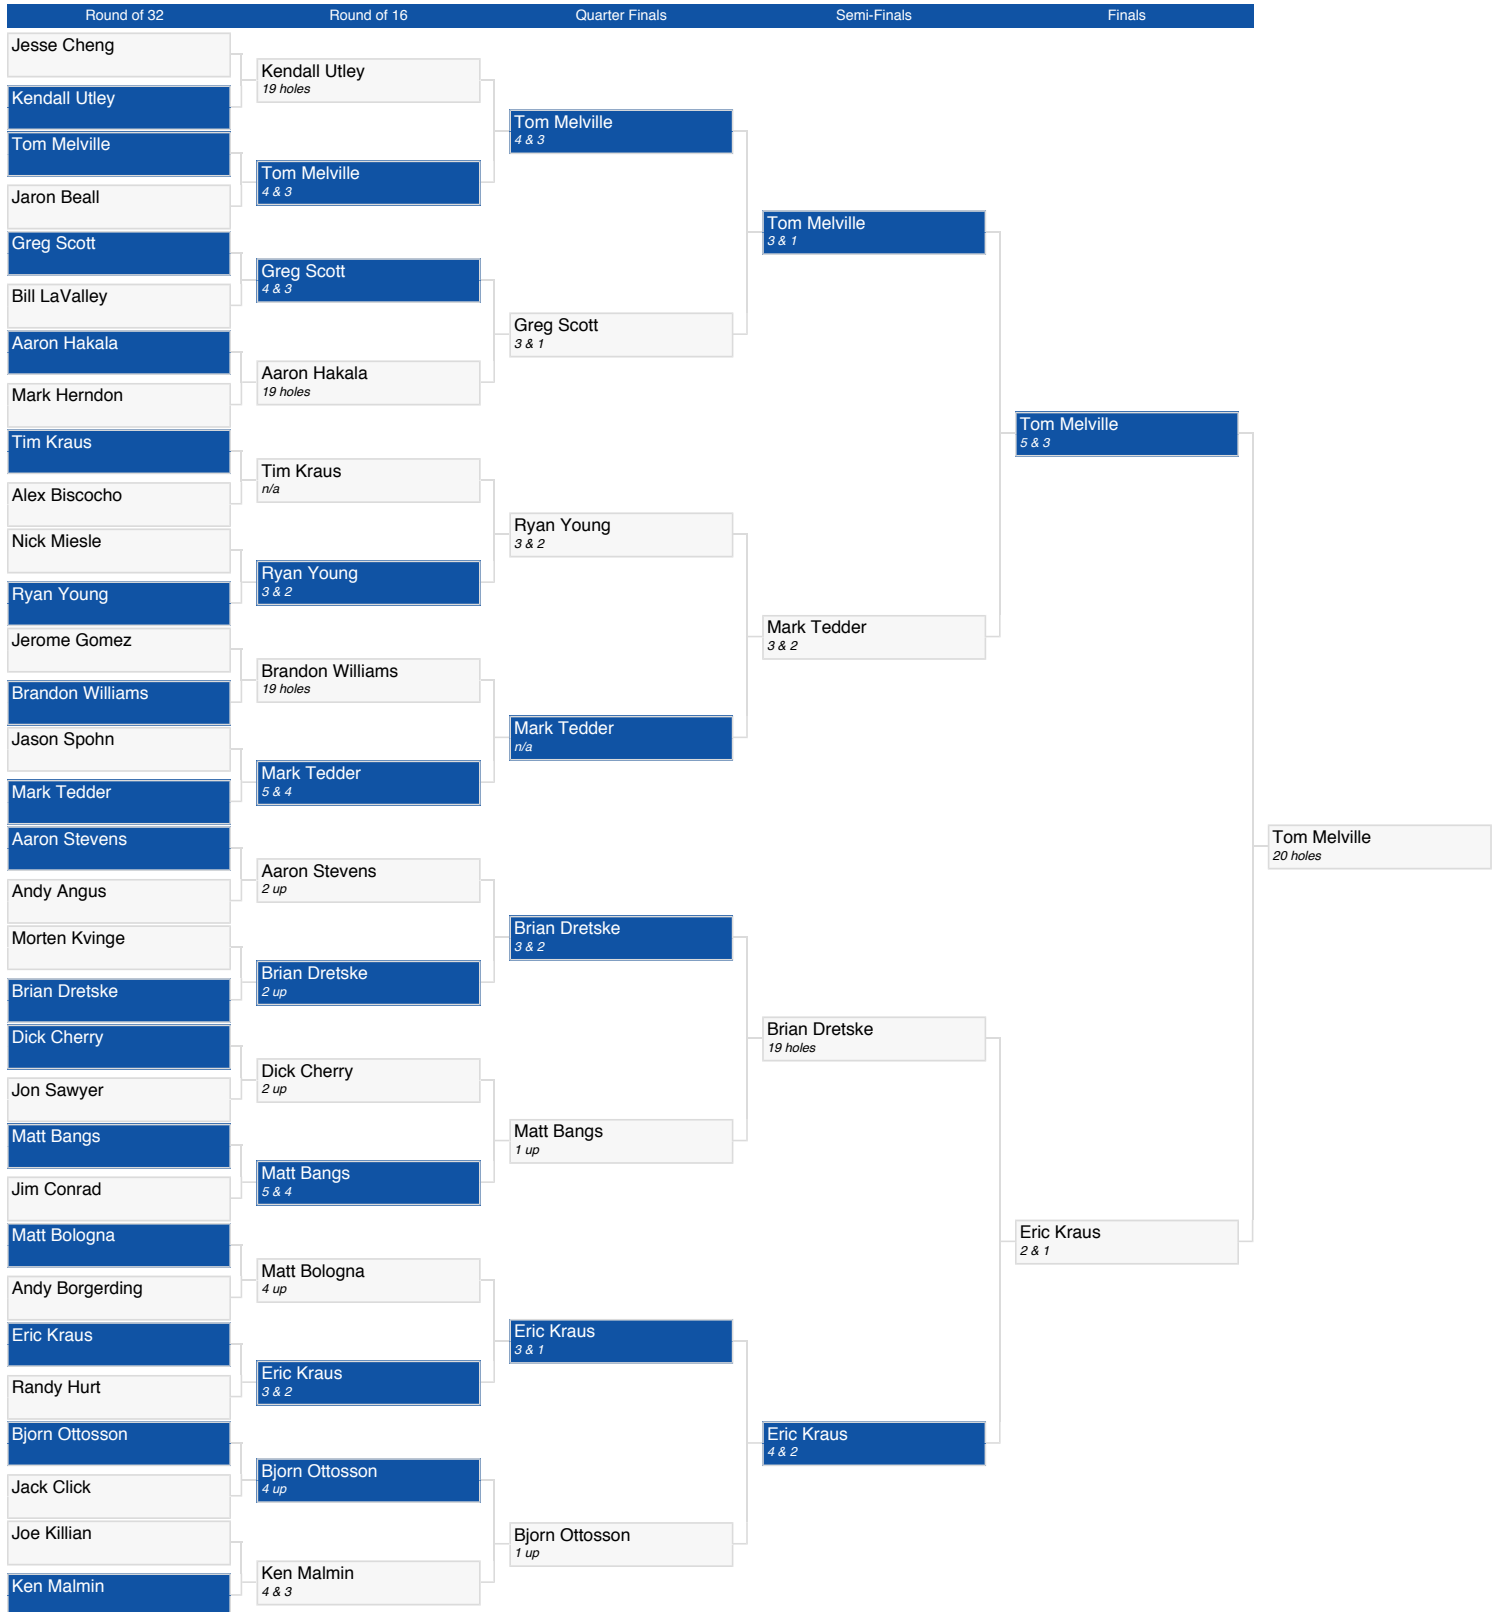 Round of 32
Round of 16
Quarter Finals
Semi-Finals
Finals
Jesse Cheng
Kendall Utley
Tom Melville
Jaron Beall
Greg Scott
Bill LaValley
Aaron Hakala
Mark Herndon
Tim Kraus
Alex Biscocho
Nick Miesle
Ryan Young
Jerome Gomez
Brandon Williams
Jason Spohn
Mark Tedder
Aaron Stevens
Andy Angus
Morten Kvinge
Brian Dretske
Dick Cherry
Jon Sawyer
Matt Bangs
Jim Conrad
Matt Bologna
Andy Borgerding
Eric Kraus
Randy Hurt
Bjorn Ottosson
Jack Click
Joe Killian
Ken Malmin
Kendall Utley
19 holes
Tom Melville
4 & 3
Greg Scott
4 & 3
Aaron Hakala
19 holes
Tim Kraus
n/a
Ryan Young
3 & 2
Brandon Williams
19 holes
Mark Tedder
5 & 4
Aaron Stevens
2 up
Brian Dretske
2 up
Dick Cherry
2 up
Matt Bangs
5 & 4
Matt Bologna
4 up
Eric Kraus
3 & 2
Bjorn Ottosson
4 up
Ken Malmin
4 & 3
Tom Melville
4 & 3
Greg Scott
3 & 1
Ryan Young
3 & 2
Mark Tedder
n/a
Brian Dretske
3 & 2
Matt Bangs
1 up
Eric Kraus
3 & 1
Bjorn Ottosson
1 up
Tom Melville
3 & 1
Mark Tedder
3 & 2
Brian Dretske
19 holes
Eric Kraus
4 & 2
Tom Melville
5 & 3
Eric Kraus
2 & 1
Tom Melville
20 holes